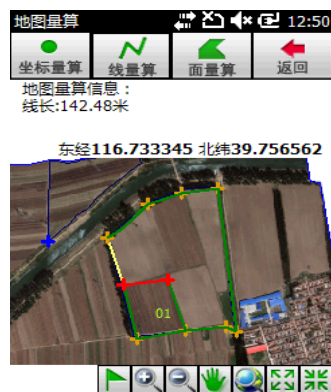 地图量算 12:50
坐标量算 线量算 面量算 返回
地图量算信息：
线长:142.48米
东经116.733345 北纬39.756562
01